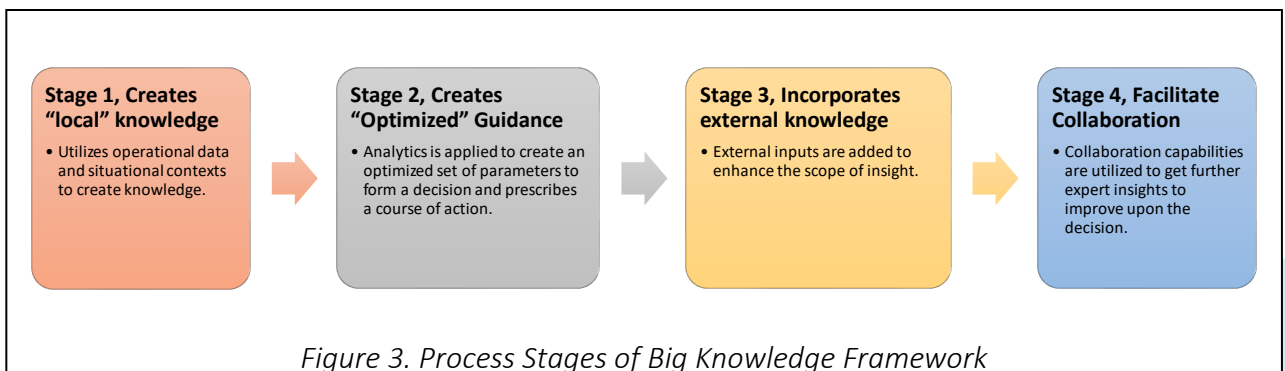 Stage 1, Creates
“local” knowledge
• Utilizes operational data
and situational contexts
to create knowledge.
Stage 2, Creates
“Optimized” Guidance
• Analytics is applied to create an
optimized set of parameters to
form a decision and prescribes
a course of action.
Stage 3, Incorporates
external knowledge
• External inputs are added to
enhance the scope of insight.
Stage 4, Facilitate
Collaboration
• Collaboration capabilities
are utilized to get further
expert insights to
improve upon the
decision.
Figure 3. Process Stages of Big Knowledge Framework